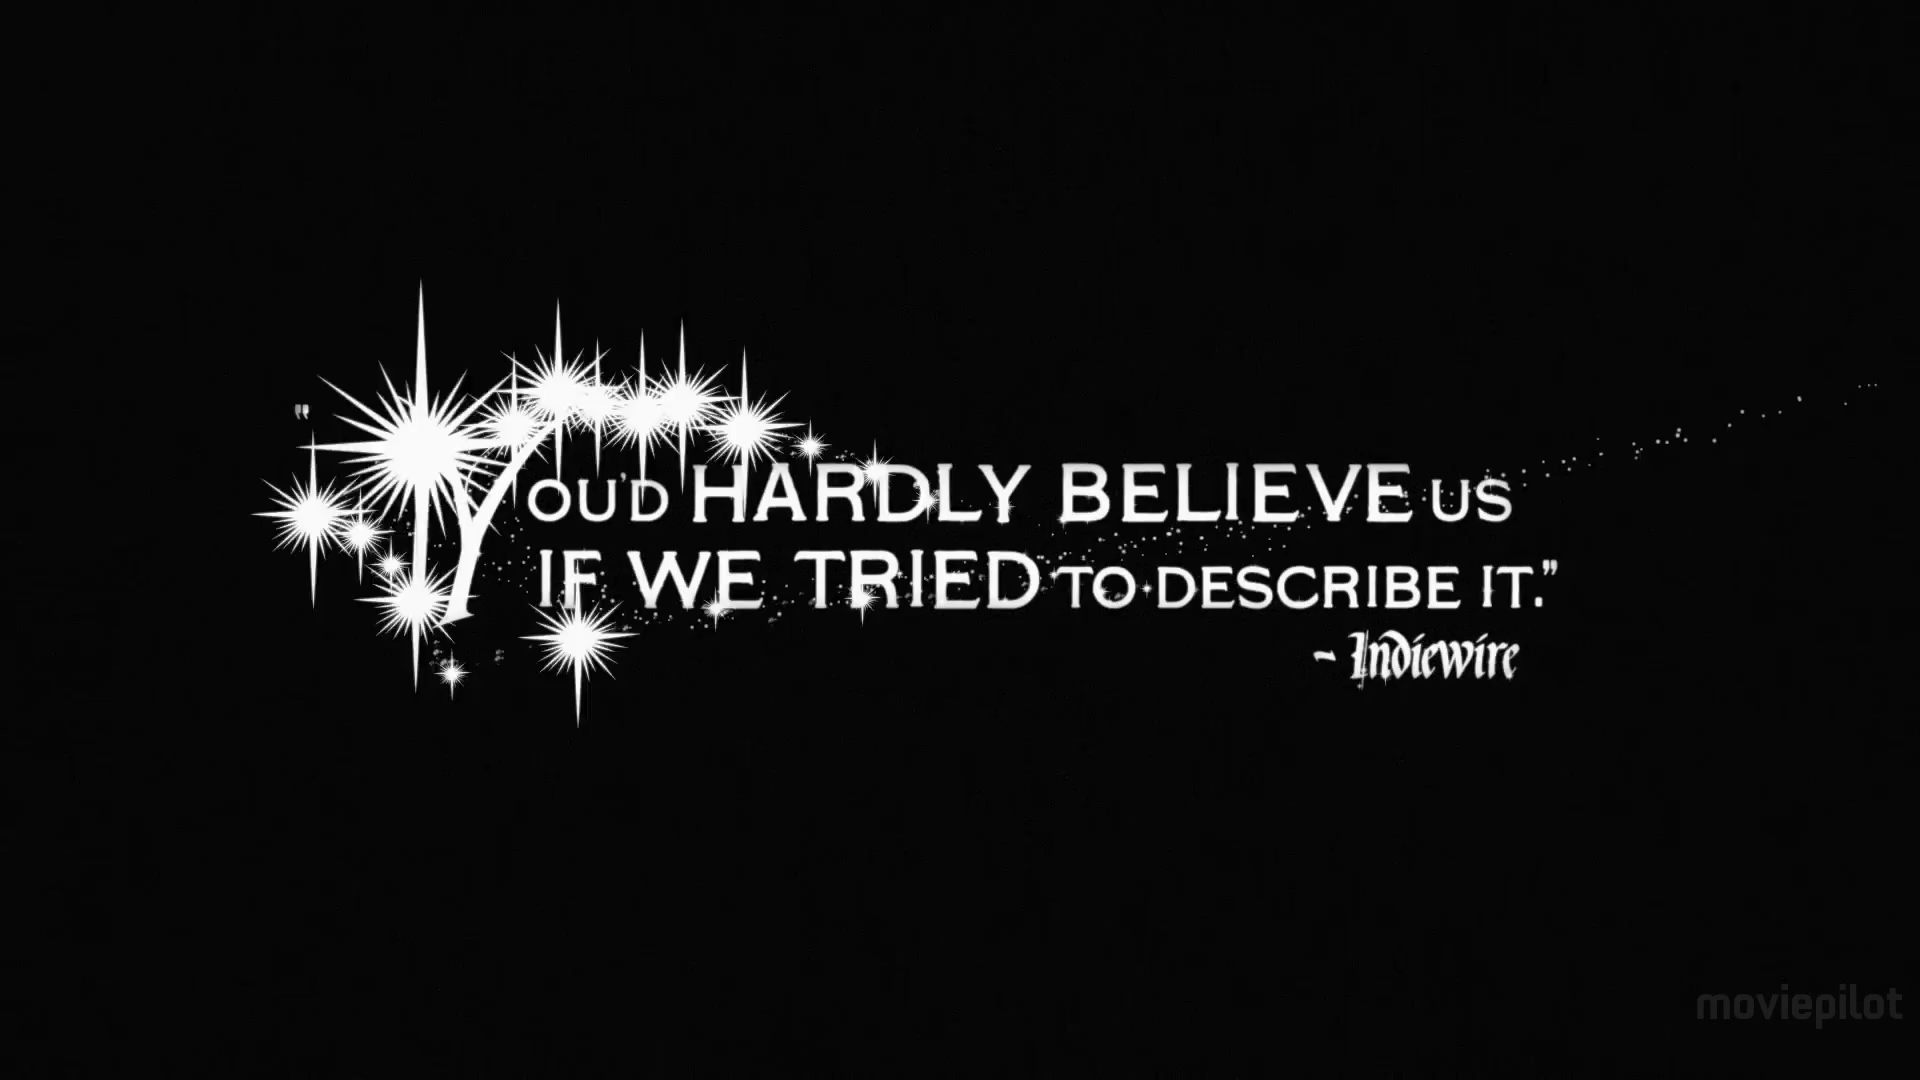 "YOU'D HARDLY BELIEVE US
IF WE TRIED TO DESCRIBE IT."
~ Indiewire
moviepilot